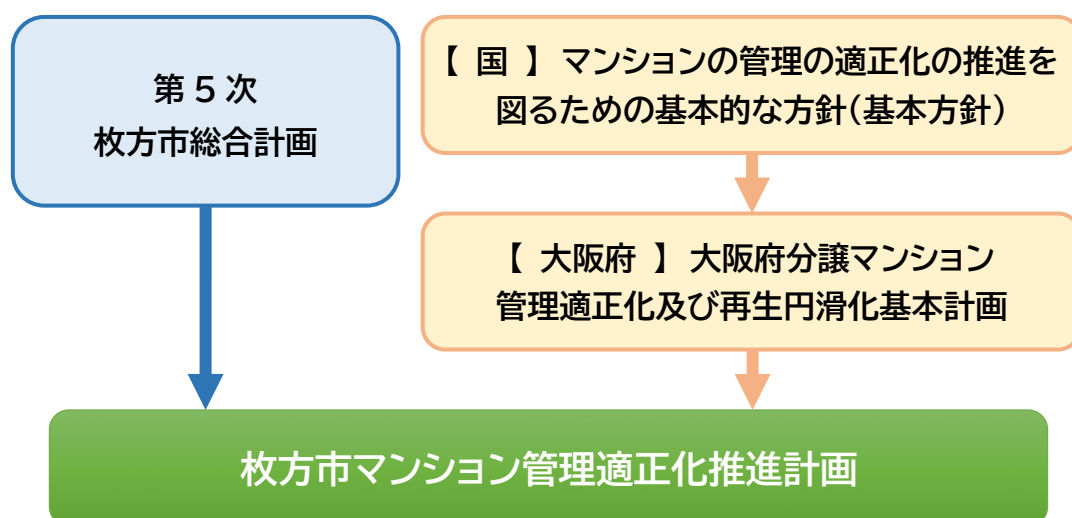 第5次
枚方市総合計画
【 国 】 マンションの管理の適正化の推進を
図るための基本的な方針(基本方針)
【 大阪府 】 大阪府分譲マンション
管理適正化及び再生円滑化基本計画
枚方市マンション管理適正化推進計画